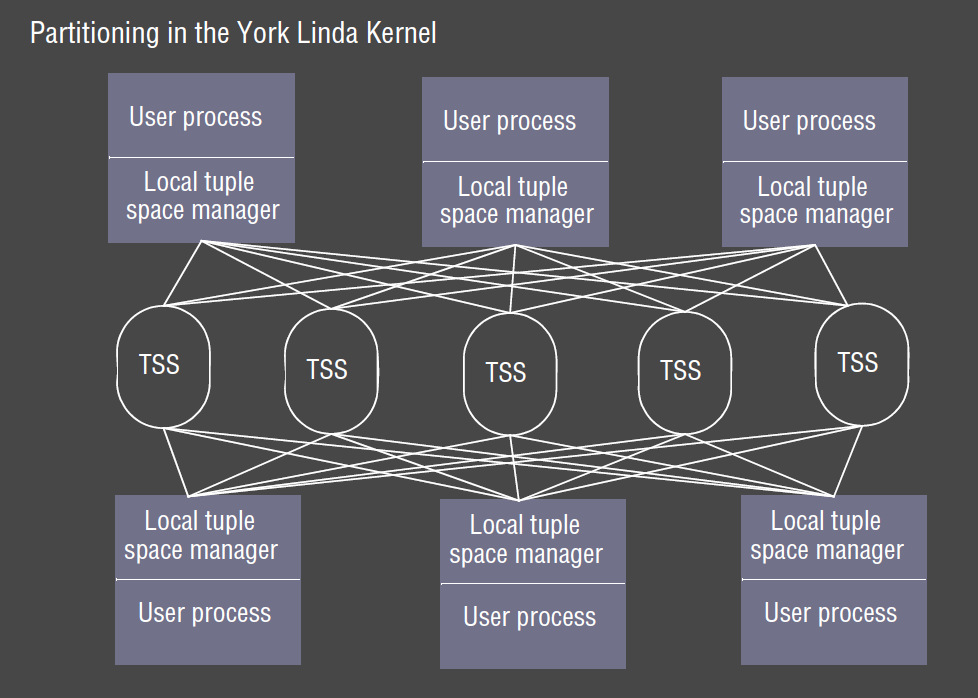 Partitioning in the York Linda Kernel
User process
Local tuple
space manager
User process
Local tuple
space manager
User process
Local tuple
space manager
TSS
TSS
TSS
TSS
TSS
Local tuple
space manager
User process
Local tuple
space manager
User process
Local tuple
space manager
User process